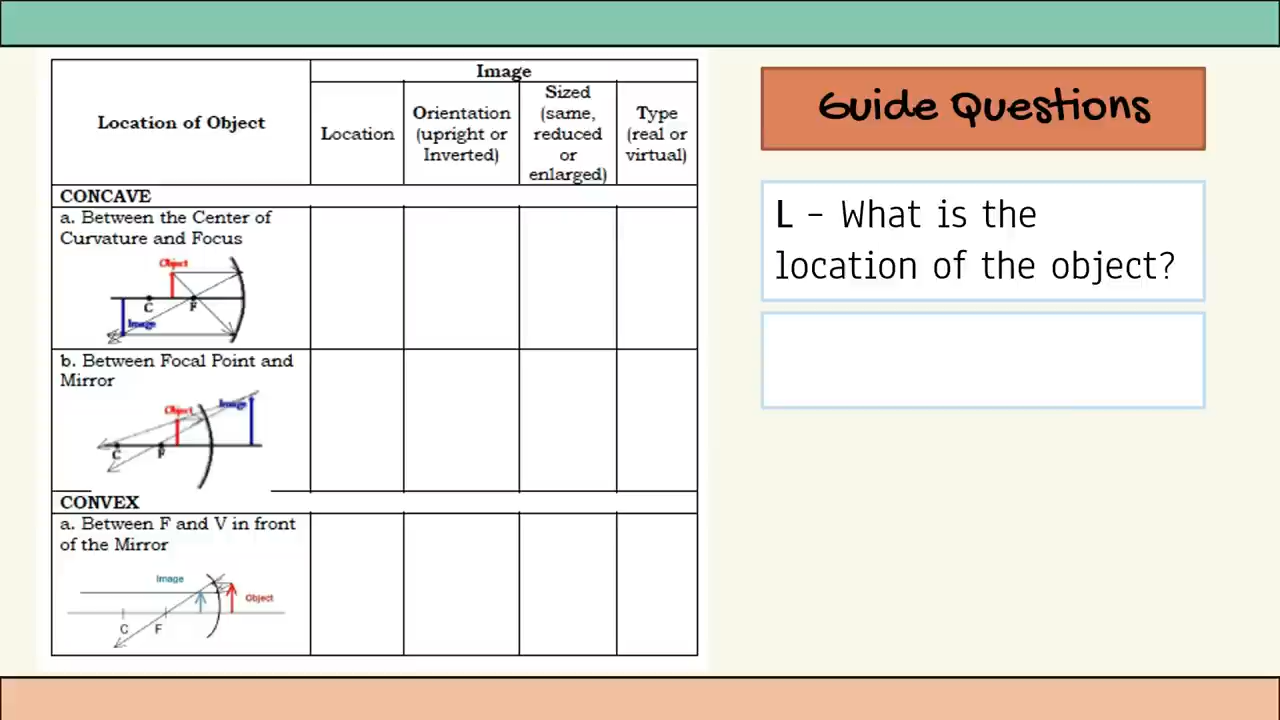 Location of Object
Image
Location
Orientation
(upright or
Inverted)
Sized
(same,
reduced
or
enlarged)
Type
(real or
virtual)
CONCAVE
a. Between the Center of
Curvature and Focus
Object
C
F
Image
b. Between Focal Point and
Mirror
Object
Image
C
F
CONVEX
a. Between F and V in front
of the Mirror
Image
Object
C
F
Guide Questions
L - What is the
location of the object?